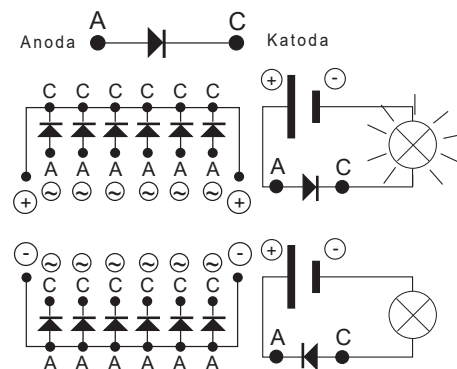 A C
Anoda Katoda
C C C C C C
+ -
A A A A A A
~ ~ ~ ~ ~ ~
+ +
A C
- -
~ ~ ~ ~ ~ ~
C C C C C C
+ -
A A A A A A
A C